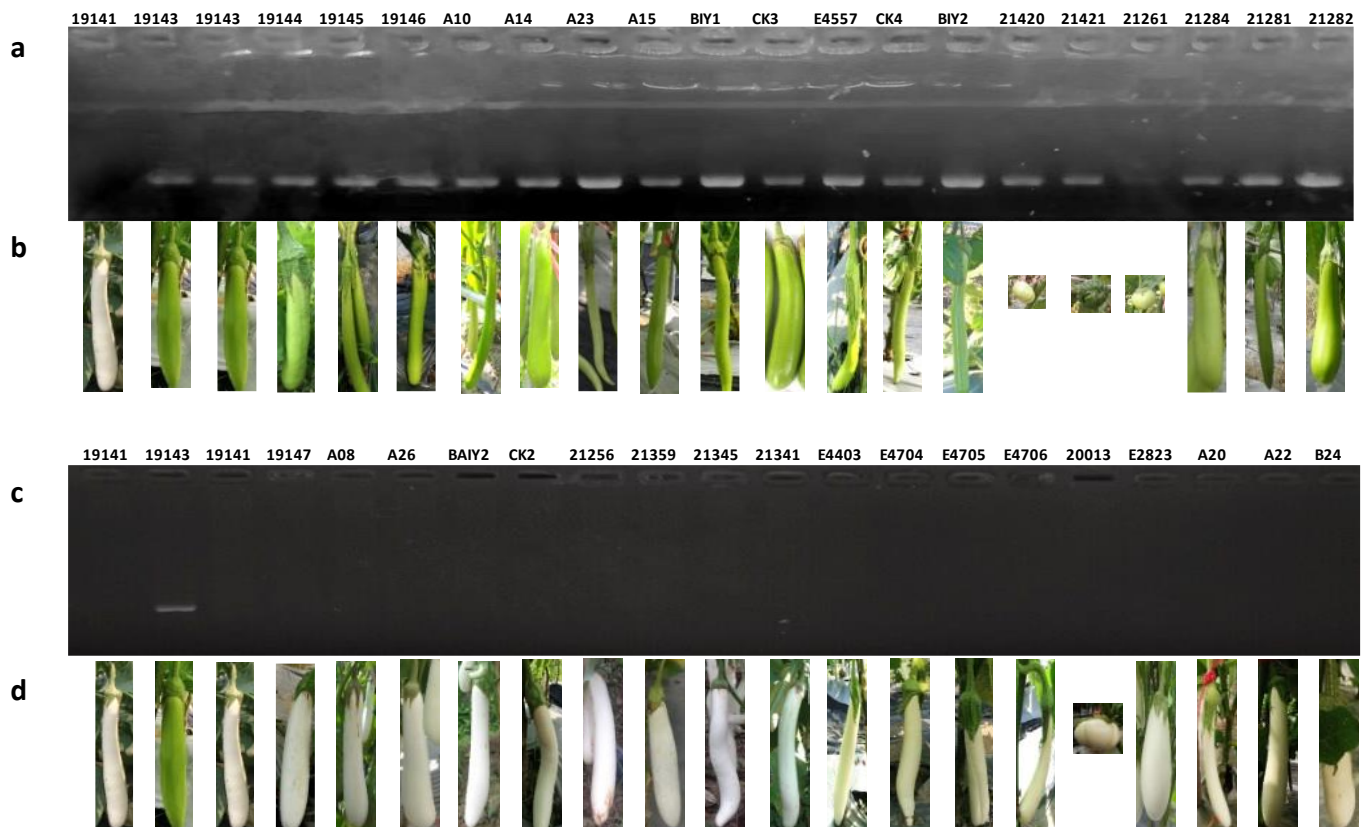 19141 19143 19143 19144 19145 19146 A10 A14 A23 A15 BIY1 CK3 E4557 CK4 BIY2 21420 21421 21261 21284 21281 21282
a
b
19141 19143 19141 19147 A08 A26 BAIY2 CK2 21256 21359 21345 21341 E4403 E4704 E4705 E4706 20013 E2823 A20 A22 B24
c
d